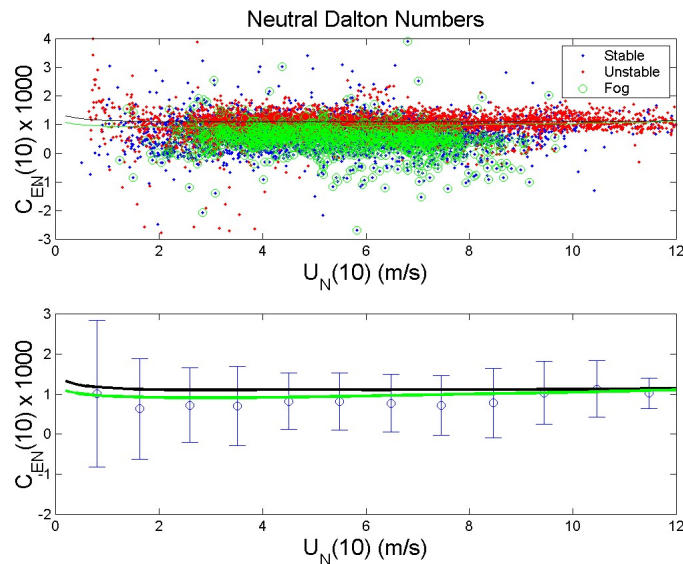 Neutral Dalton Numbers
4
3
2
1
0
-1
-2
-3
C_EN(10) x 1000
Stable
Unstable
Fog
0 2 4 6 8 10 12
U_N(10) (m/s)
3
2
1
0
-1
-2
C_EN(10) x 1000
0 2 4 6 8 10 12
U_N(10) (m/s)